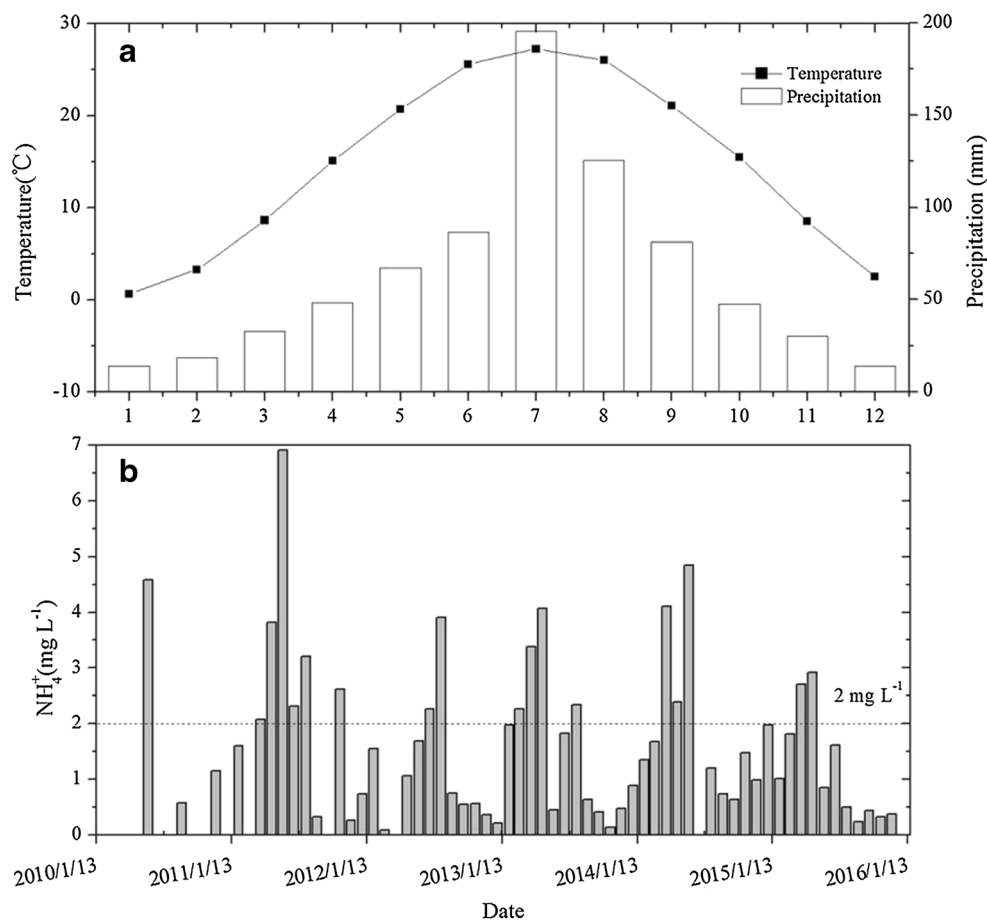 a
Temperature
Precipitation
30
20
10
0
-10
200
150
100
50
0
Temperature(℃)
Precipitation (mm)
1 2 3 4 5 6 7 8 9 10 11 12
b
7
6
5
4
3
2
1
0
NH₄⁺(mg L⁻¹)
2 mg L⁻¹
2010/1/13 2011/1/13 2012/1/13 2013/1/13 2014/1/13 2015/1/13 2016/1/13
Date